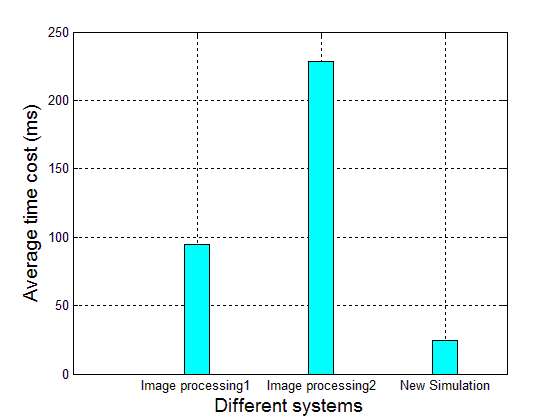 250
200
150
100
50
0
Average time cost (ms)
Image processing1 Image processing2 New Simulation
Different systems